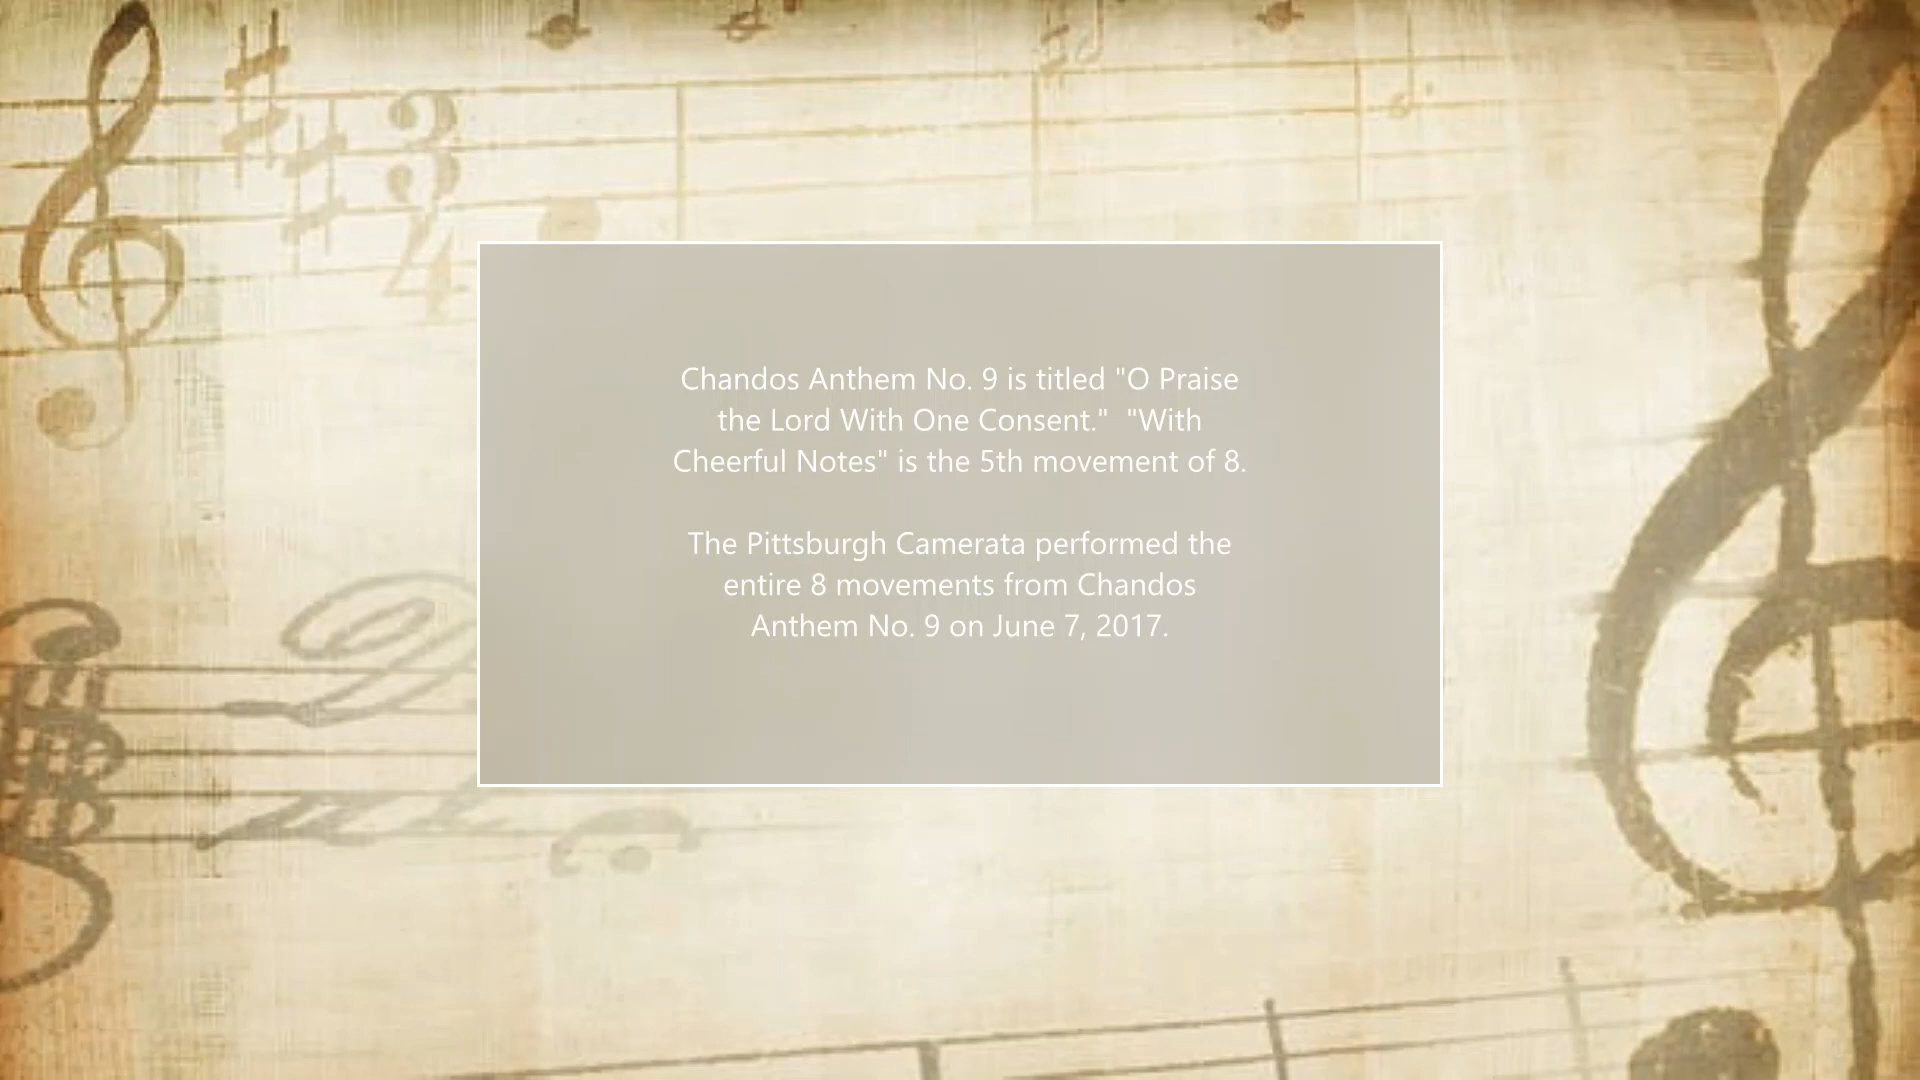 Chandos Anthem No. 9 is titled "O Praise
the Lord With One Consent."  "With
Cheerful Notes" is the 5th movement of 8.
The Pittsburgh Camerata performed the
entire 8 movements from Chandos
Anthem No. 9 on June 7, 2017.